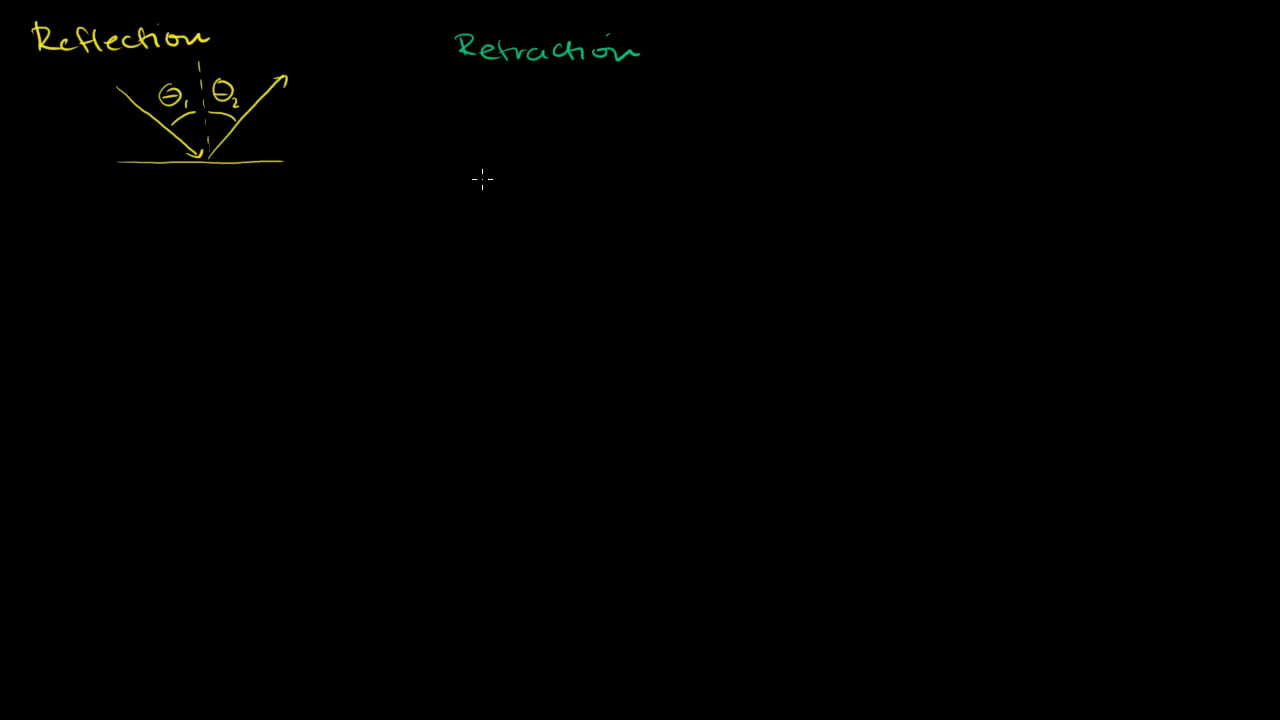 Reflection
Refraction
θ₁ θ₂